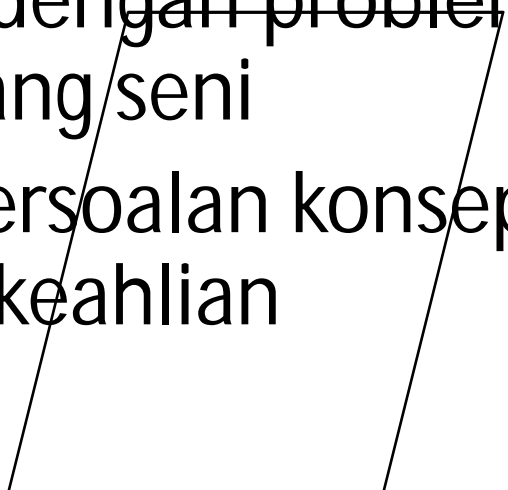 dengan problem
ang seni
ersoalan konsep
keahlian